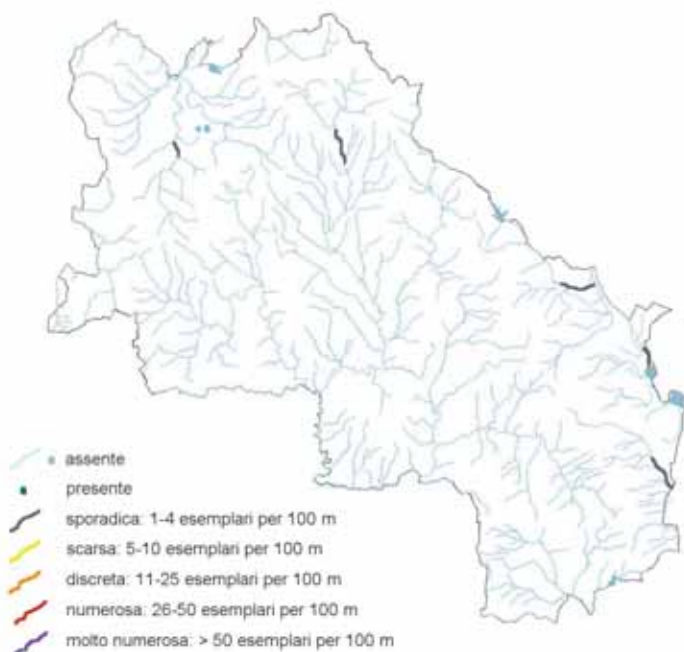 assente
presente
sporadica: 1-4 esemplari per 100 m
scarsa: 5-10 esemplari per 100 m
discreta: 11-25 esemplari per 100 m
numerosa: 26-50 esemplari per 100 m
molto numerosa: > 50 esemplari per 100 m